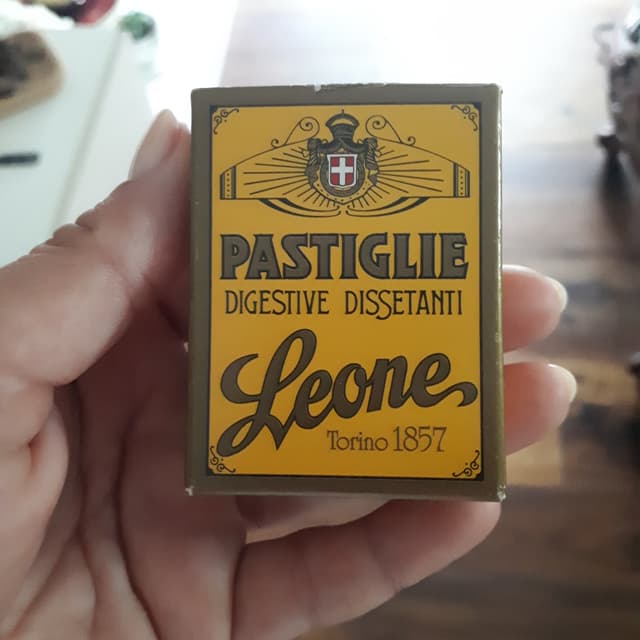 PASTIGLIE
DIGESTIVE DISSETANTI
Leone
Torino 1857